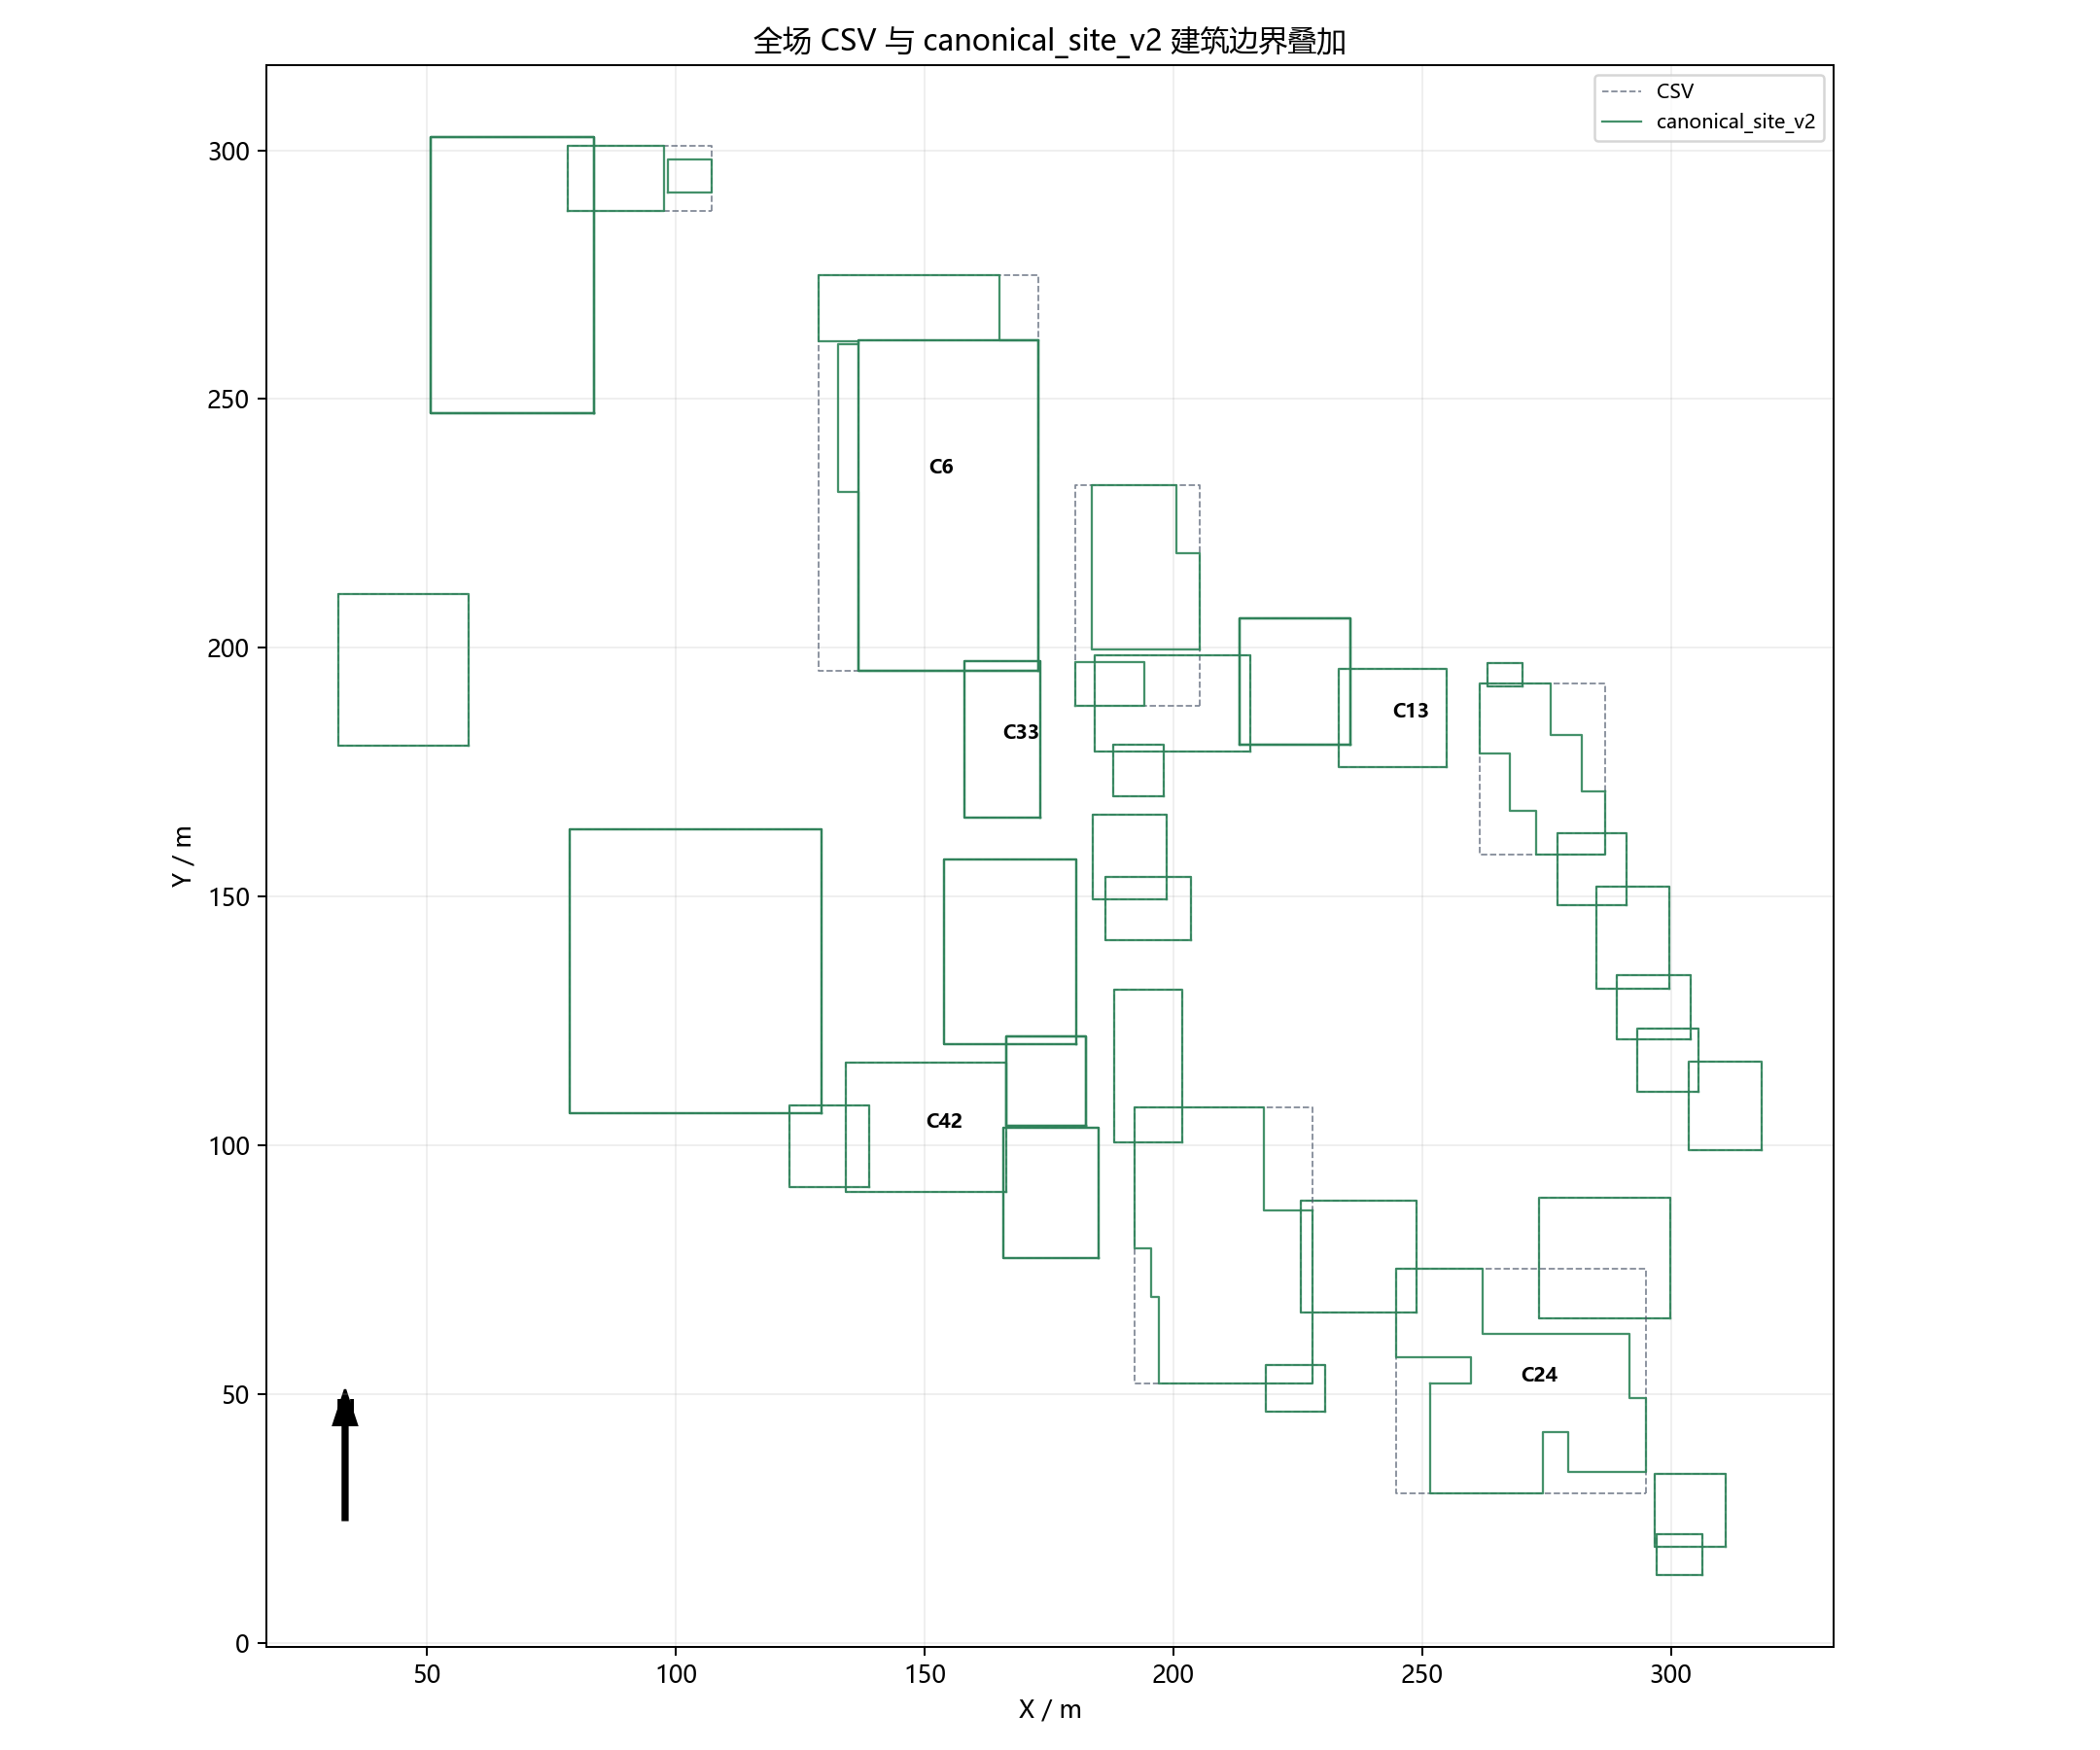 全场 CSV 与 canonical_site_v2 建筑边界叠加
CSV
canonical_site_v2
300
250
200
150
100
50
0
Y / m
C6
C33
C13
C42
C24
50
100
150
200
250
300
X / m